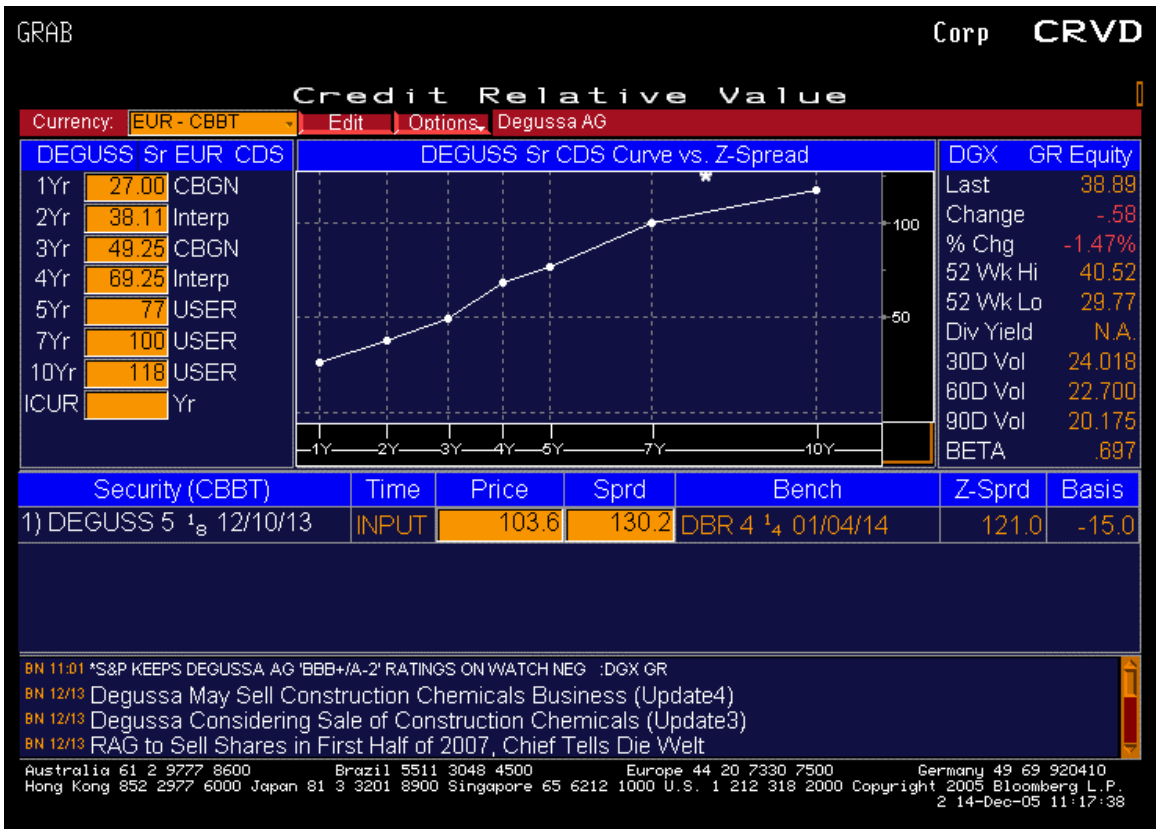 GRAB Corp CRVD
Credit Relative Value
Currency: EUR - CBBT Edit Options Degussa AG
DEGUSS Sr EUR CDS
1Yr 27.00 CBGN
2Yr 38.11 Interp
3Yr 49.25 CBGN
4Yr 69.25 Interp
5Yr 77 USER
7Yr 100 USER
10Yr 118 USER
ICUR Yr
DEGUSS Sr CDS Curve vs. Z-Spread
100
50
1Y 2Y 3Y 4Y 5Y 7Y 10Y
DGX GR Equity
Last 38.89
Change -.58
% Chg -1.47%
52 Wk Hi 40.52
52 Wk Lo 29.77
Div Yield N.A.
30D Vol 24.018
60D Vol 22.700
90D Vol 20.175
BETA .697
Security (CBBT) Time Price Sprd Bench Z-Sprd Basis
1) DEGUSS 5 1/8 12/10/13 INPUT 103.6 130.2 DBR 4 1/4 01/04/14 121.0 -15.0
BN 11:01 *S&P KEEPS DEGUSSA AG 'BBB+/A-2' RATINGS ON WATCH NEG :DGX GR
BN 12/13 Degussa May Sell Construction Chemicals Business (Update4)
BN 12/13 Degussa Considering Sale of Construction Chemicals (Update3)
BN 12/13 RAG to Sell Shares in First Half of 2007, Chief Tells Die Welt
Australia 61 2 9777 8600 Brazil 5511 3048 4500 Europe 44 20 7330 7500 Germany 49 69 920410
Hong Kong 852 2977 6000 Japan 81 3 3201 8900 Singapore 65 6212 1000 U.S. 1 212 318 2000 Copyright 2005 Bloomberg L.P.
2 14-Dec-05 11:17:38